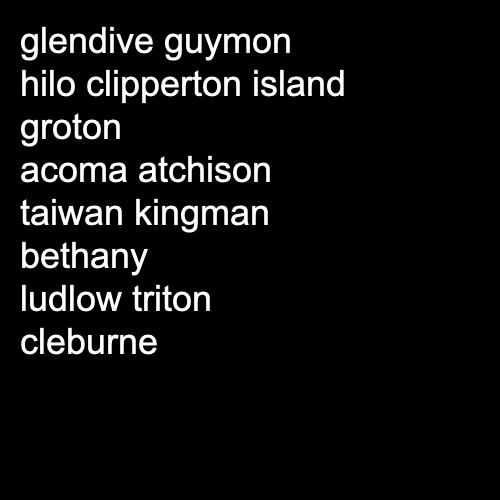 glendive guymon
hilo clipperton island
groton
acoma atchison
taiwan kingman
bethany
ludlow triton
cleburne